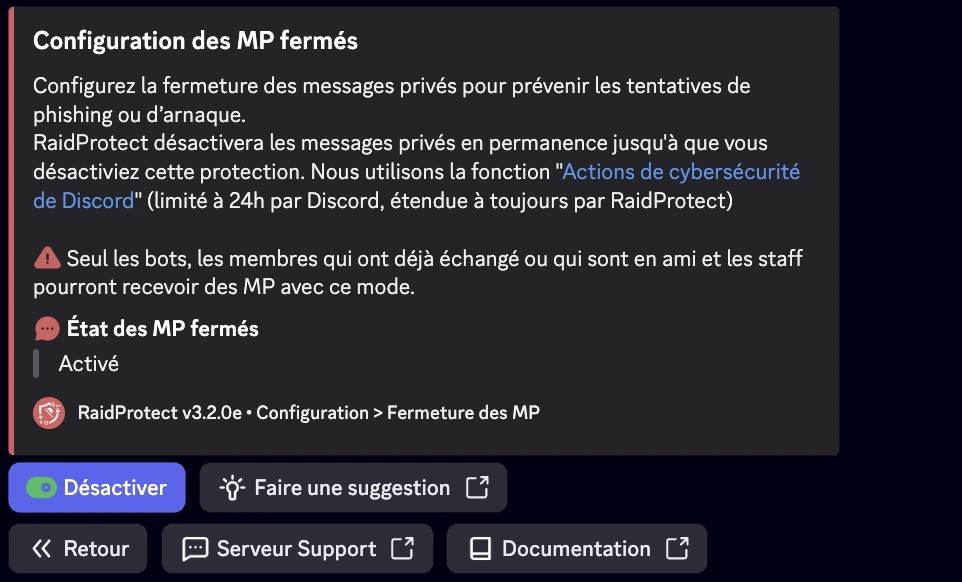 Configuration des MP fermés
Configurez la fermeture des messages privés pour prévenir les tentatives de
phishing ou d’arnaque.
RaidProtect désactivera les messages privés en permanence jusqu'à que vous
désactiviez cette protection. Nous utilisons la fonction "Actions de cybersécurité
de Discord" (limité à 24h par Discord, étendue à toujours par RaidProtect)
Seul les bots, les membres qui ont déjà échangé ou qui sont en ami et les staff
pourront recevoir des MP avec ce mode.
État des MP fermés
Activé
RaidProtect v3.2.0e • Configuration > Fermeture des MP
Désactiver
Faire une suggestion
Retour
Serveur Support
Documentation